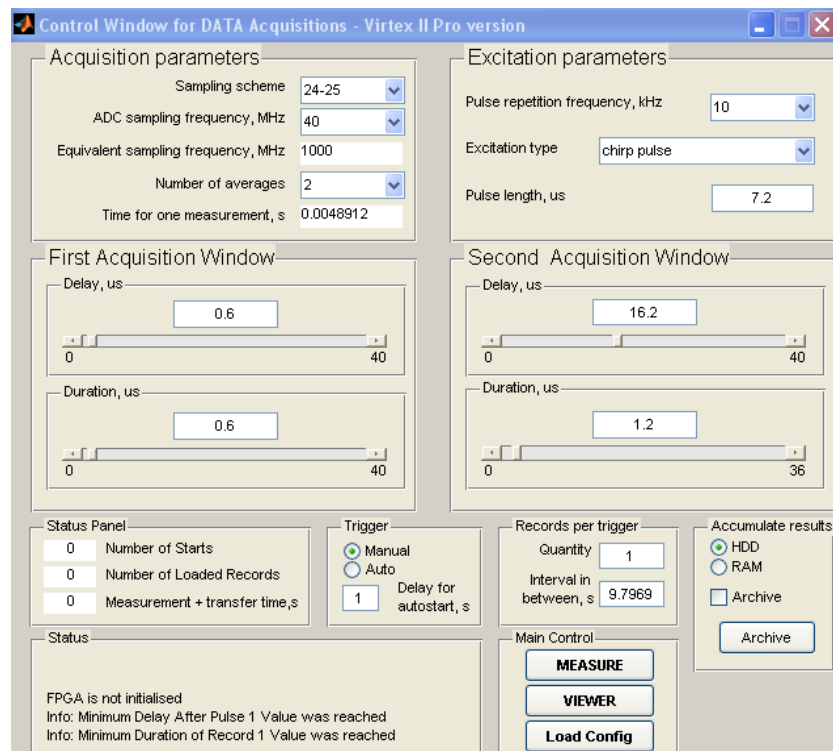 Control Window for DATA Acquisitions - Virtex II Pro version
Acquisition parameters
Sampling scheme 24-25
ADC sampling frequency, MHz 40
Equivalent sampling frequency, MHz 1000
Number of averages 2
Time for one measurement, s 0.0048912
Excitation parameters
Pulse repetition frequency, kHz 10
Excitation type chirp pulse
Pulse length, us 7.2
First Acquisition Window
Delay, us
0.6
0 40
Duration, us
0.6
0 40
Second Acquisition Window
Delay, us
16.2
0 40
Duration, us
1.2
0 36
Status Panel
0 Number of Starts
0 Number of Loaded Records
0 Measurement + transfer time,s
Trigger
Manual
Auto
1 Delay for
autostart, s
Records per trigger
Quantity 1
Interval in
between, s 9.7969
Accumulate results
HDD
RAM
Archive
Archive
Status
FPGA is not initialised
Info: Minimum Delay After Pulse 1 Value was reached
Info: Minimum Duration of Record 1 Value was reached
Main Control
MEASURE
VIEWER
Load Config